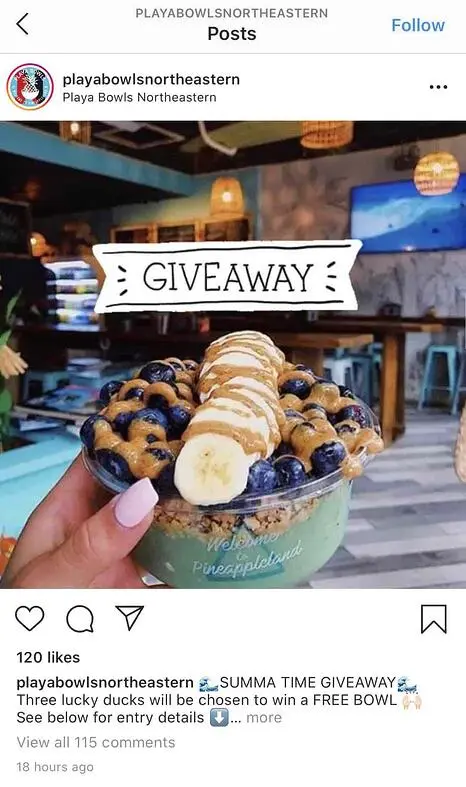 PLAYABOWLSNORTHEASTERN
Posts
Follow
playabowlsnortheastern
Playa Bowls Northeastern
GIVEAWAY
Welcome
to
Pineappleland
120 likes
playabowlsnortheastern 🌊SUMMA TIME GIVEAWAY🌊
Three lucky ducks will be chosen to win a FREE BOWL 🙌🏻
See below for entry details ⬇️... more
View all 115 comments
18 hours ago